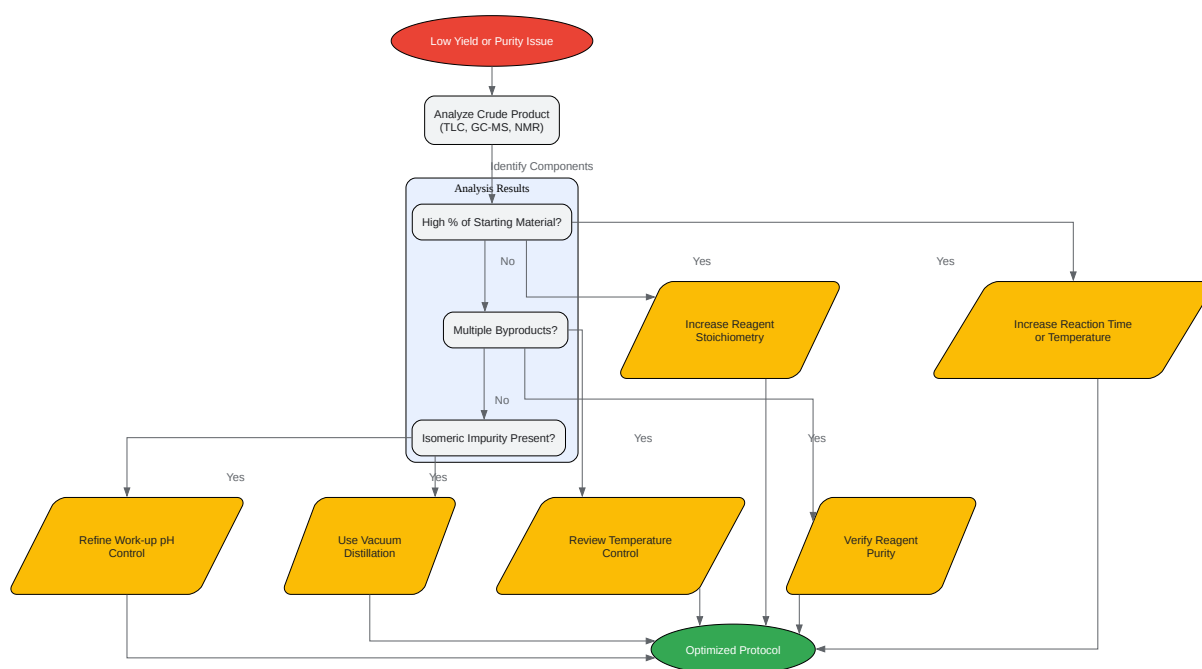 Low Yield or Purity Issue
Analyze Crude Product
(TLC, GC-MS, NMR)
Identify Components
Analysis Results
High % of Starting Material?
No
Yes
Yes
Increase Reagent
Stoichiometry
Increase Reaction Time
or Temperature
Multiple Byproducts?
No
Yes
Yes
Isomeric Impurity Present?
Yes
Yes
Refine Work-up pH
Control
Use Vacuum
Distillation
Review Temperature
Control
Verify Reagent
Purity
Optimized Protocol